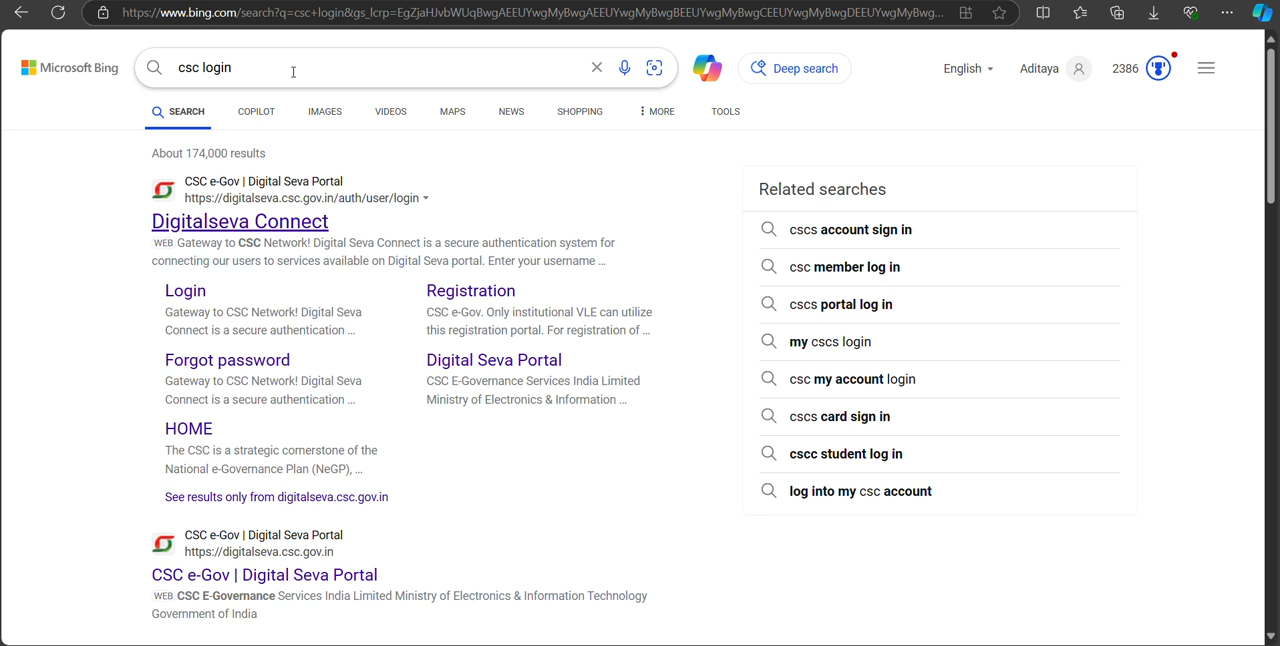 https://www.bing.com/search?q=csc+login&gs_lcrp=EgZjaHJvbWUqBwgAEEUYwgMyBwgAEEUYwgMyBwgBEEUYwgMyBwgCEEUYwgMyBwgDEEUYwgMyBwg...
Microsoft Bing
csc login
Deep search
English
Aditaya
2386
SEARCH
COPILOT
IMAGES
VIDEOS
MAPS
NEWS
SHOPPING
MORE
TOOLS
About 174,000 results
CSC e-Gov | Digital Seva Portal
https://digitalseva.csc.gov.in/auth/user/login
Digitalseva Connect
WEB Gateway to CSC Network! Digital Seva Connect is a secure authentication system for
connecting our users to services available on Digital Seva portal. Enter your username ...
Login
Gateway to CSC Network! Digital Seva
Connect is a secure authentication ...
Registration
CSC e-Gov. Only institutional VLE can utilize
this registration portal. For registration of ...
Forgot password
Gateway to CSC Network! Digital Seva
Connect is a secure authentication ...
Digital Seva Portal
CSC E-Governance Services India Limited
Ministry of Electronics & Information ...
HOME
The CSC is a strategic cornerstone of the
National e-Governance Plan (NeGP), ...
See results only from digitalseva.csc.gov.in
CSC e-Gov | Digital Seva Portal
https://digitalseva.csc.gov.in
CSC e-Gov | Digital Seva Portal
WEB CSC E-Governance Services India Limited Ministry of Electronics & Information Technology
Government of India
Related searches
cscs account sign in
csc member log in
cscs portal log in
my cscs login
csc my account login
cscs card sign in
cscc student log in
log into my csc account